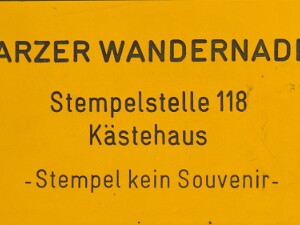 ARZER WANDERNADE
Stempelstelle 118
Kästehaus
-Stempel kein Souvenir-